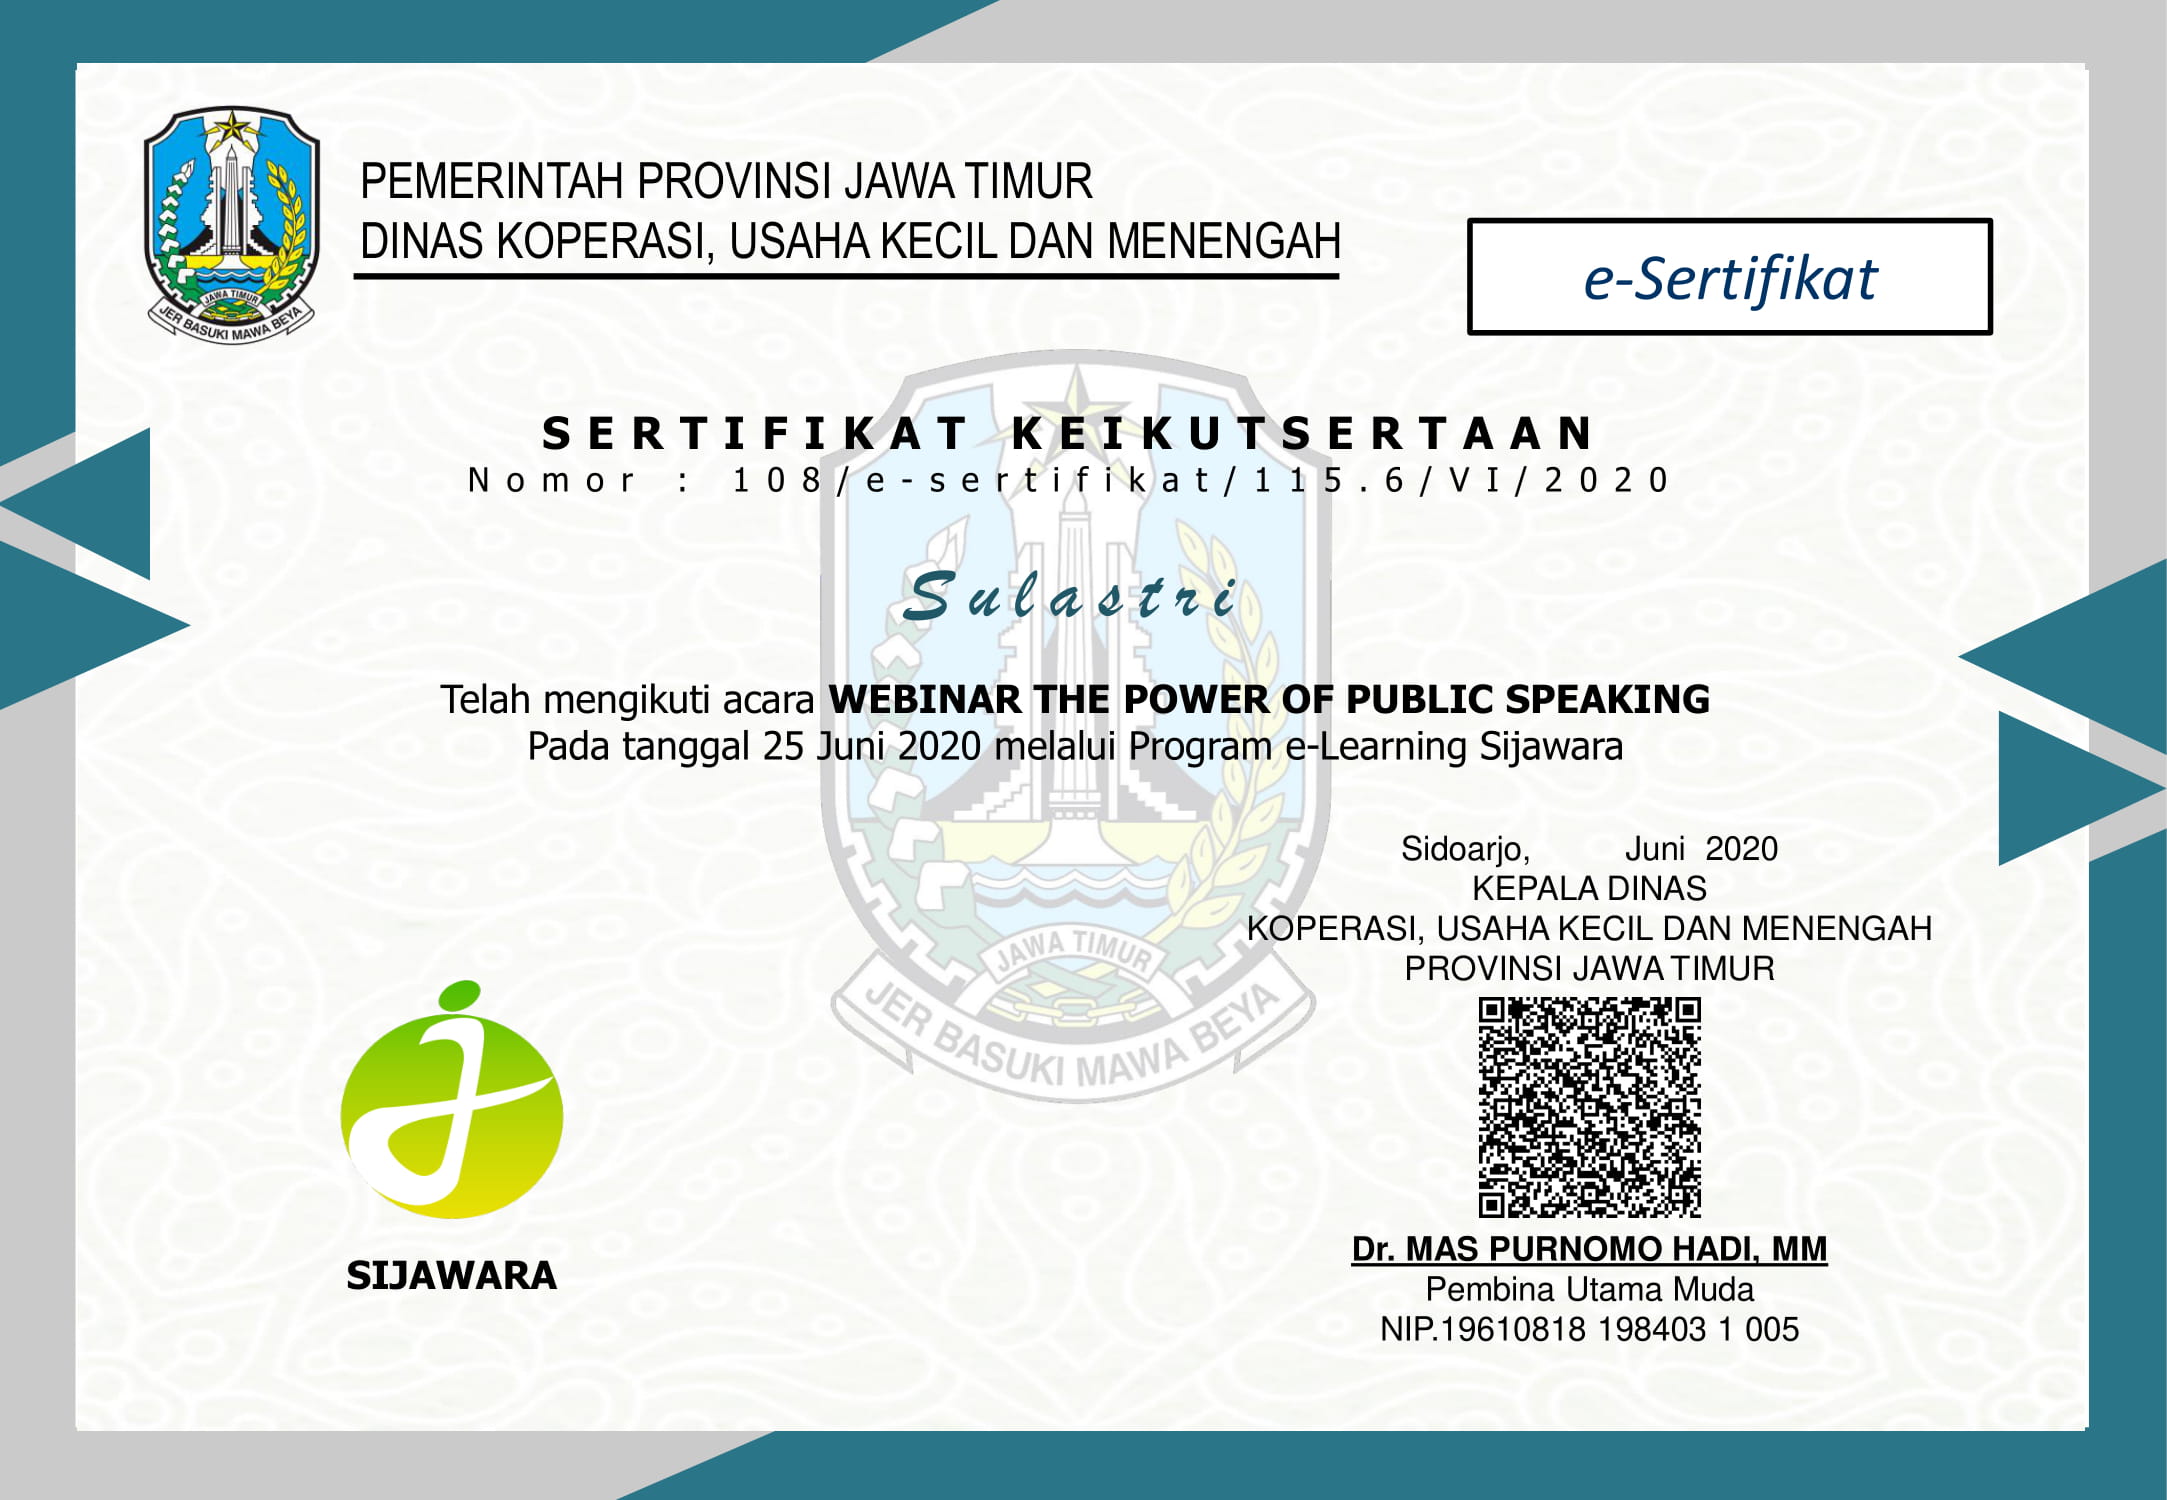 PEMERINTAH PROVINSI JAWA TIMUR
DINAS KOPERASI, USAHA KECIL DAN MENENGAH
JAWA TIMUR
JER BASUKI MAWA BEYA
e-Sertifikat
SERTIFIKAT KEIKUTSERTAAN
Nomor : 108/e-sertifikat/115.6/VI/2020
Sulastri
Telah mengikuti acara WEBINAR THE POWER OF PUBLIC SPEAKING
Pada tanggal 25 Juni 2020 melalui Program e-Learning Sijawara
Sidoarjo, Juni 2020
KEPALA DINAS
KOPERASI, USAHA KECIL DAN MENENGAH
PROVINSI JAWA TIMUR
JAWA TIMUR
JER BASUKI MAWA BEYA
SIJAWARA
Dr. MAS PURNOMO HADI, MM
Pembina Utama Muda
NIP.19610818 198403 1 005